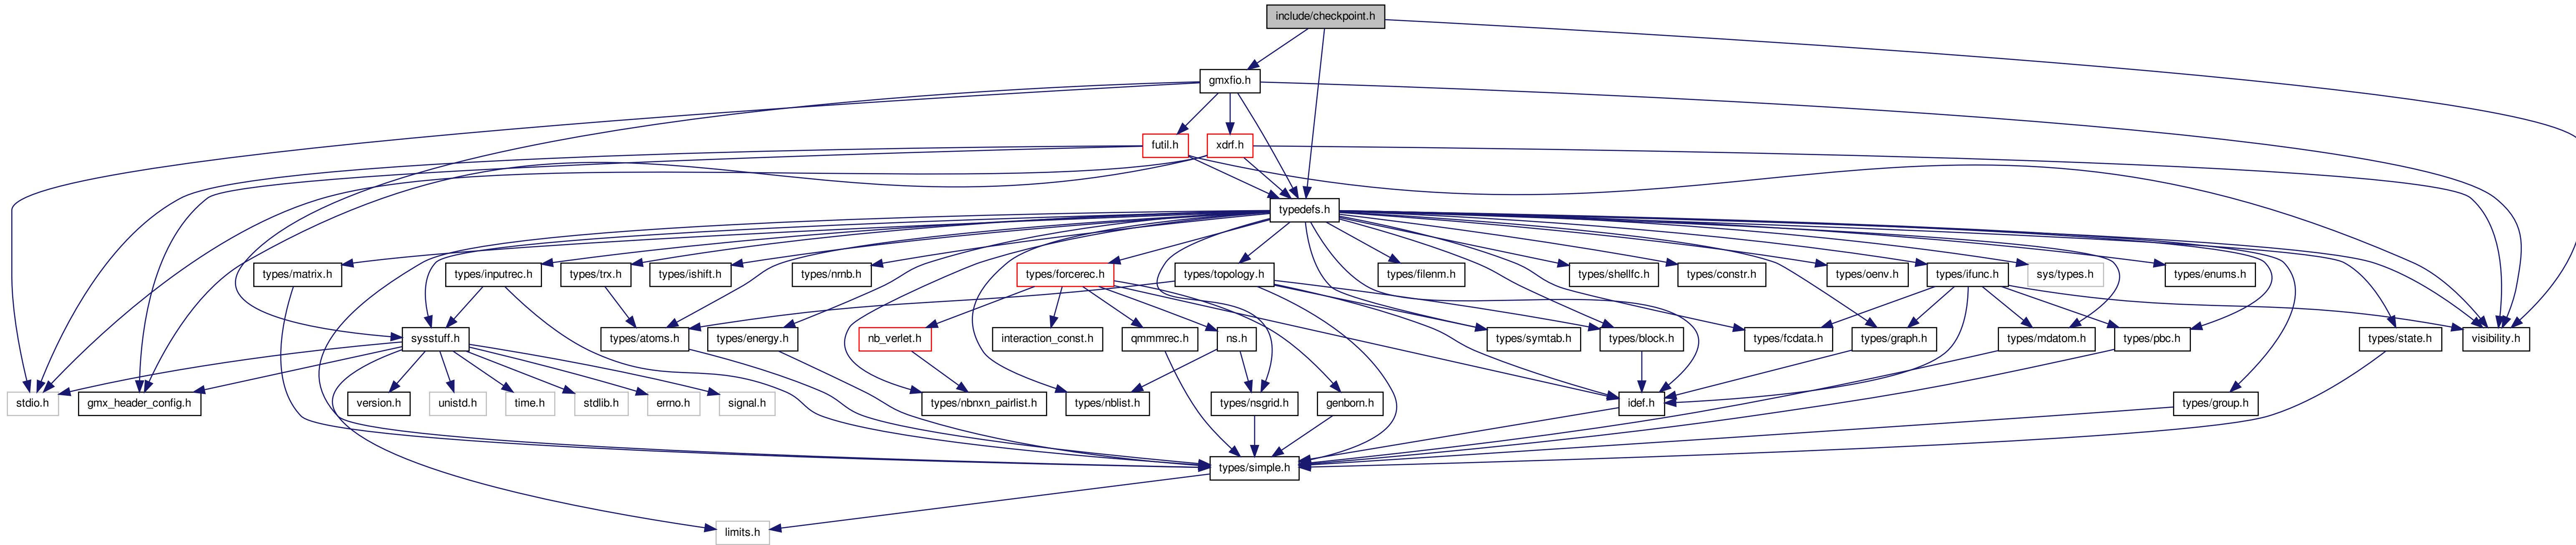 include/checkpoint.h
gmxfio.h
futil.h
xdrf.h
typedefs.h
types/matrix.h
types/inputrec.h
types/trx.h
types/ishift.h
types/nrnb.h
types/forcerec.h
types/topology.h
types/filenm.h
types/shellfc.h
types/constr.h
types/oenv.h
types/ifunc.h
sys/types.h
types/enums.h
sysstuff.h
types/atoms.h
types/energy.h
nb_verlet.h
interaction_const.h
qmmmrec.h
ns.h
types/symtab.h
types/block.h
types/fcdata.h
types/graph.h
types/mdatom.h
types/pbc.h
types/state.h
visibility.h
stdio.h
gmx_header_config.h
version.h
unistd.h
time.h
stdlib.h
errno.h
signal.h
types/nbnxn_pairlist.h
types/nblist.h
types/nsgrid.h
genborn.h
idef.h
types/group.h
types/simple.h
limits.h